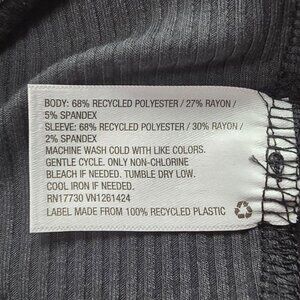 BODY: 68% RECYCLED POLYESTER / 27% RAYON /
5% SPANDEX
SLEEVE: 68% RECYCLED POLYESTER / 30% RAYON /
2% SPANDEX
MACHINE WASH COLD WITH LIKE COLORS.
GENTLE CYCLE. ONLY NON-CHLORINE
BLEACH IF NEEDED. TUMBLE DRY LOW.
COOL IRON IF NEEDED.
RN17730 VN1261424
LABEL MADE FROM 100% RECYCLED PLASTIC